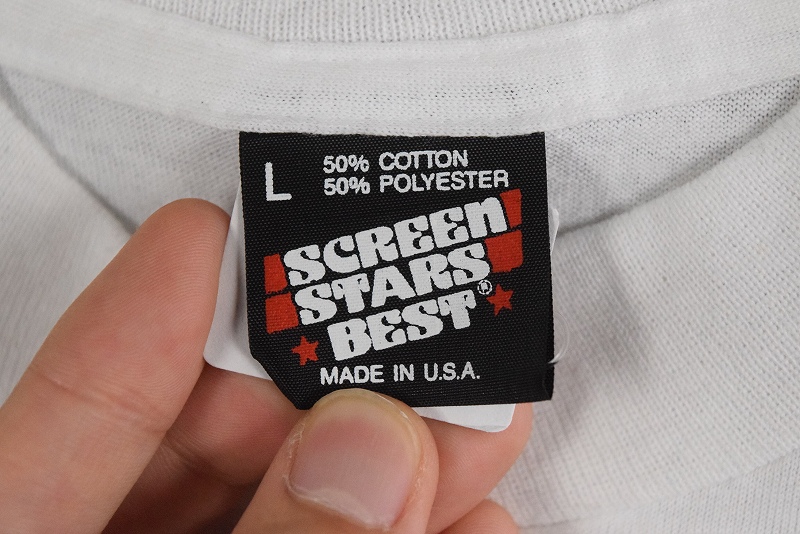 L
50% COTTON
50% POLYESTER
SCREEN
STARS
BEST®
MADE IN U.S.A.